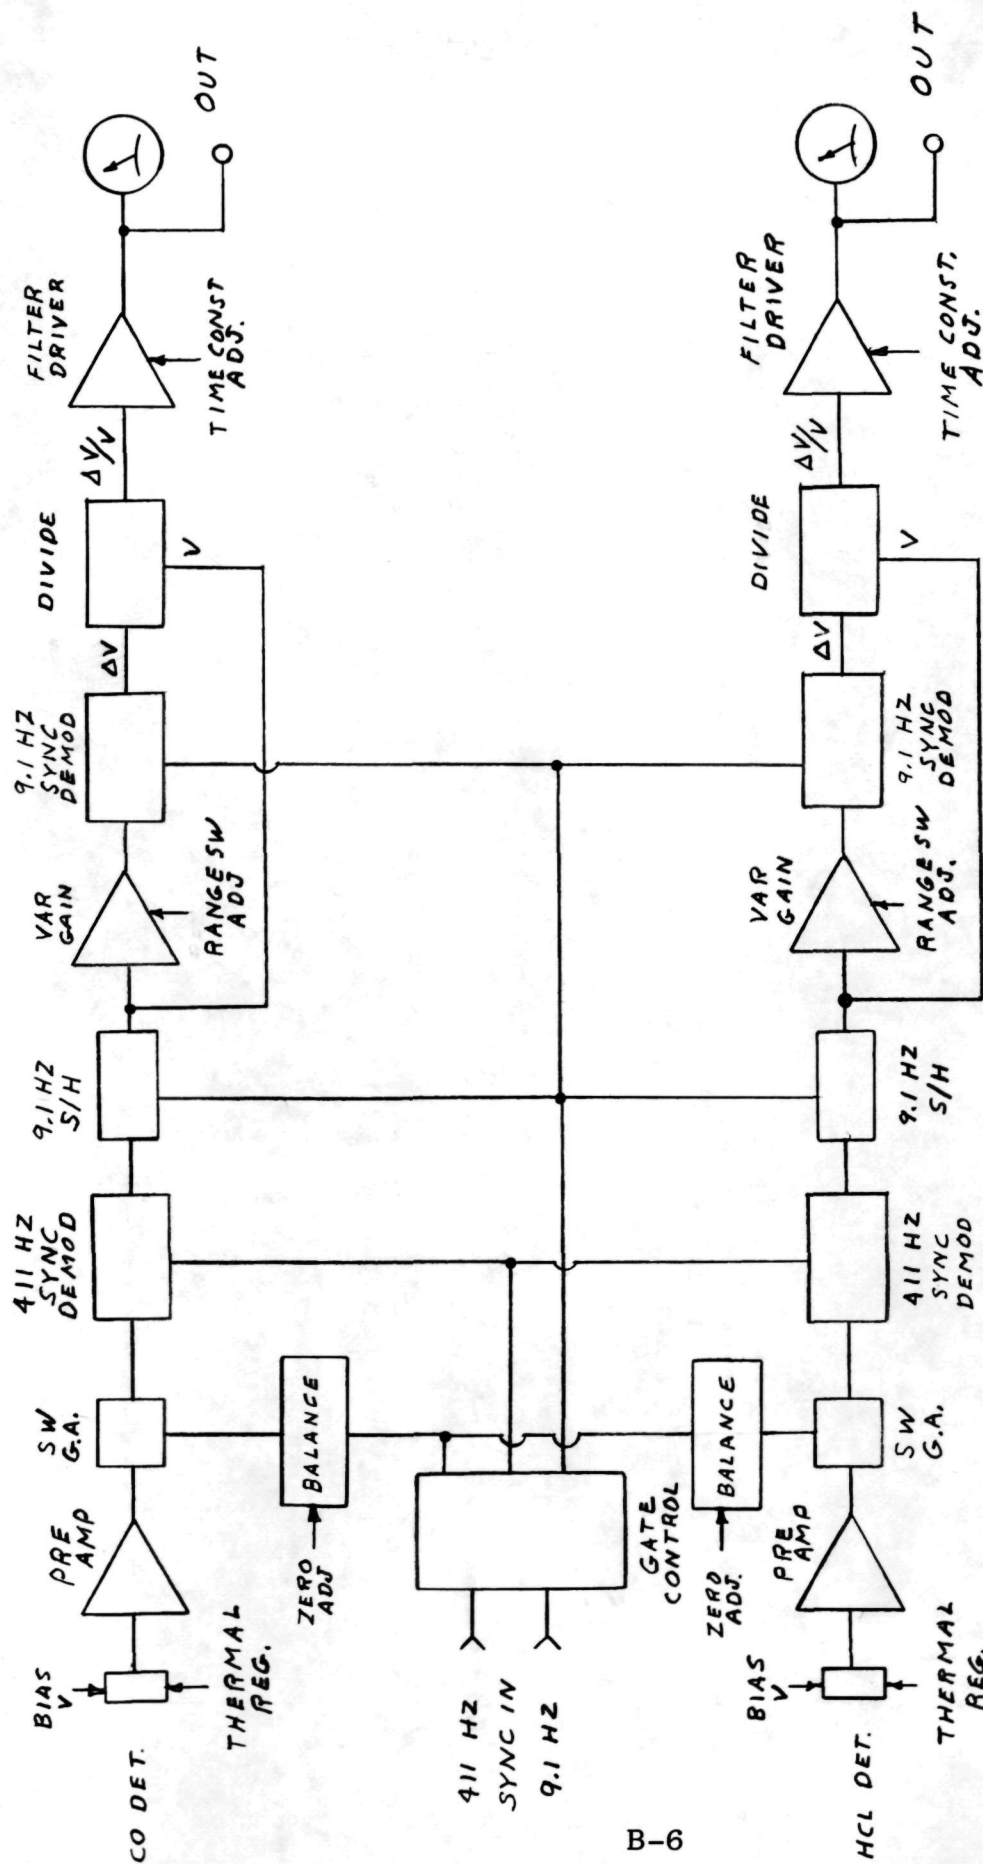 CO DET.
BIAS
V
THERMAL
REG.
PRE
AMP
SW
G.A.
411 HZ
SYNC
DEMOD
9.1 HZ
S/H
VAR
GAIN
RANGE SW
ADJ
9.1 HZ
SYNC
DEMOD
ΔV
DIVIDE
V
ΔV/V
FILTER
DRIVER
TIME CONST
ADJ.
OUT
ZERO
ADJ
BALANCE
411 HZ
SYNC IN
9.1 HZ
GATE
CONTROL
ZERO
ADJ.
BALANCE
HCL DET.
BIAS
V
THERMAL
REG.
PRE
AMP
SW
G.A.
411 HZ
SYNC
DEMOD
9.1 HZ
S/H
VAR
GAIN
RANGE SW
ADJ.
9.1 HZ
SYNC
DEMOD
ΔV
DIVIDE
V
ΔV/V
FILTER
DRIVER
TIME CONST.
ADJ.
OUT
B-6